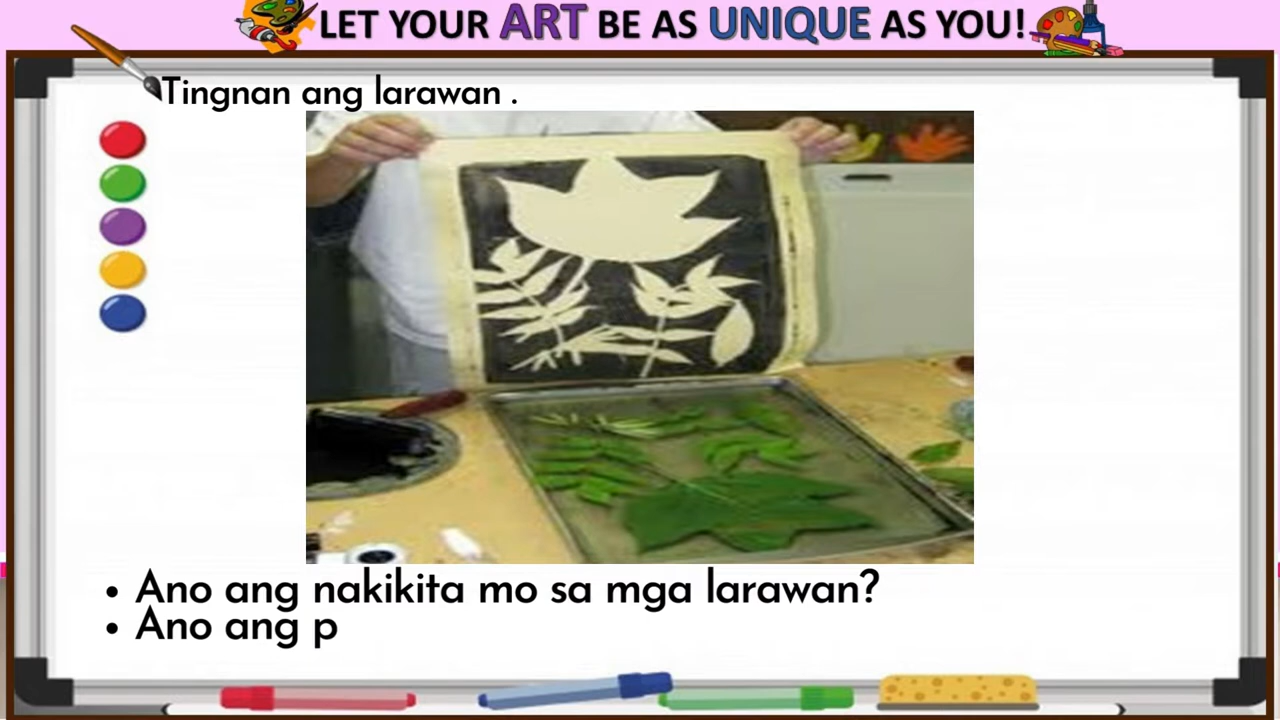 LET YOUR ART BE AS UNIQUE AS YOU!
Tingnan ang larawan .
• Ano ang nakikita mo sa mga larawan?
• Ano ang p